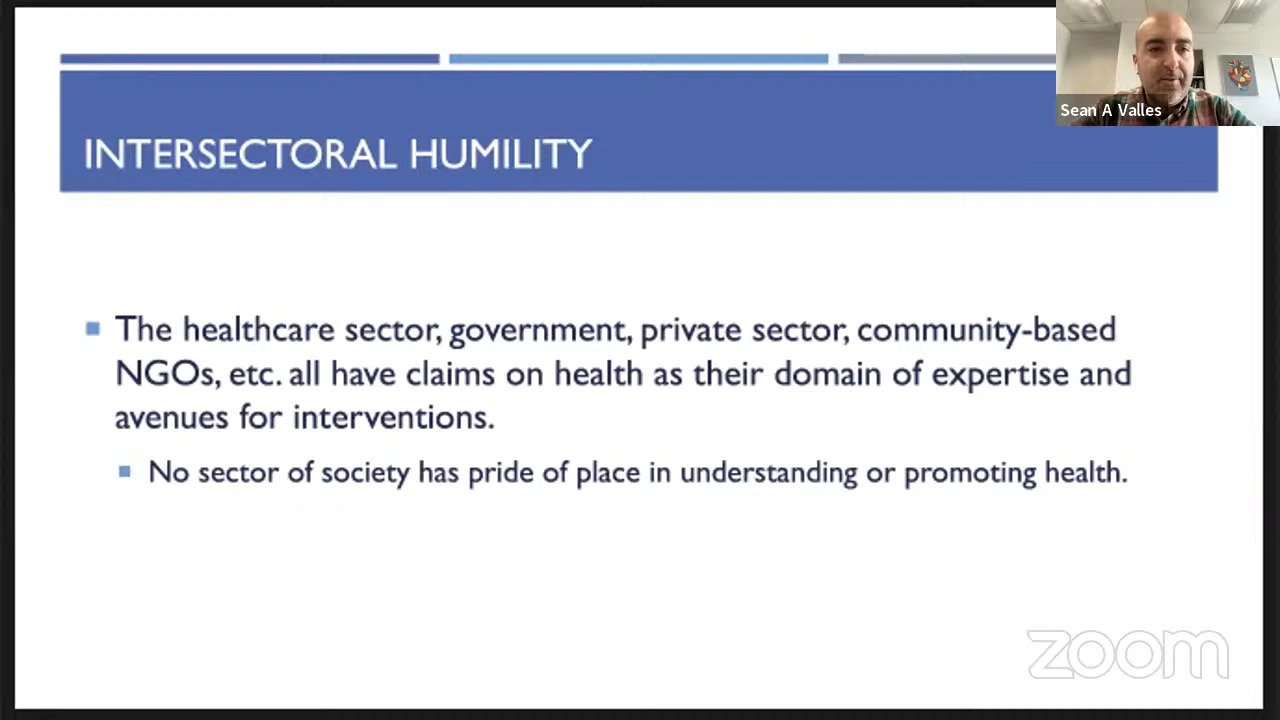 Sean A Valles
INTERSECTORAL HUMILITY
The healthcare sector, government, private sector, community-based
NGOs, etc. all have claims on health as their domain of expertise and
avenues for interventions.
No sector of society has pride of place in understanding or promoting health.
zoom